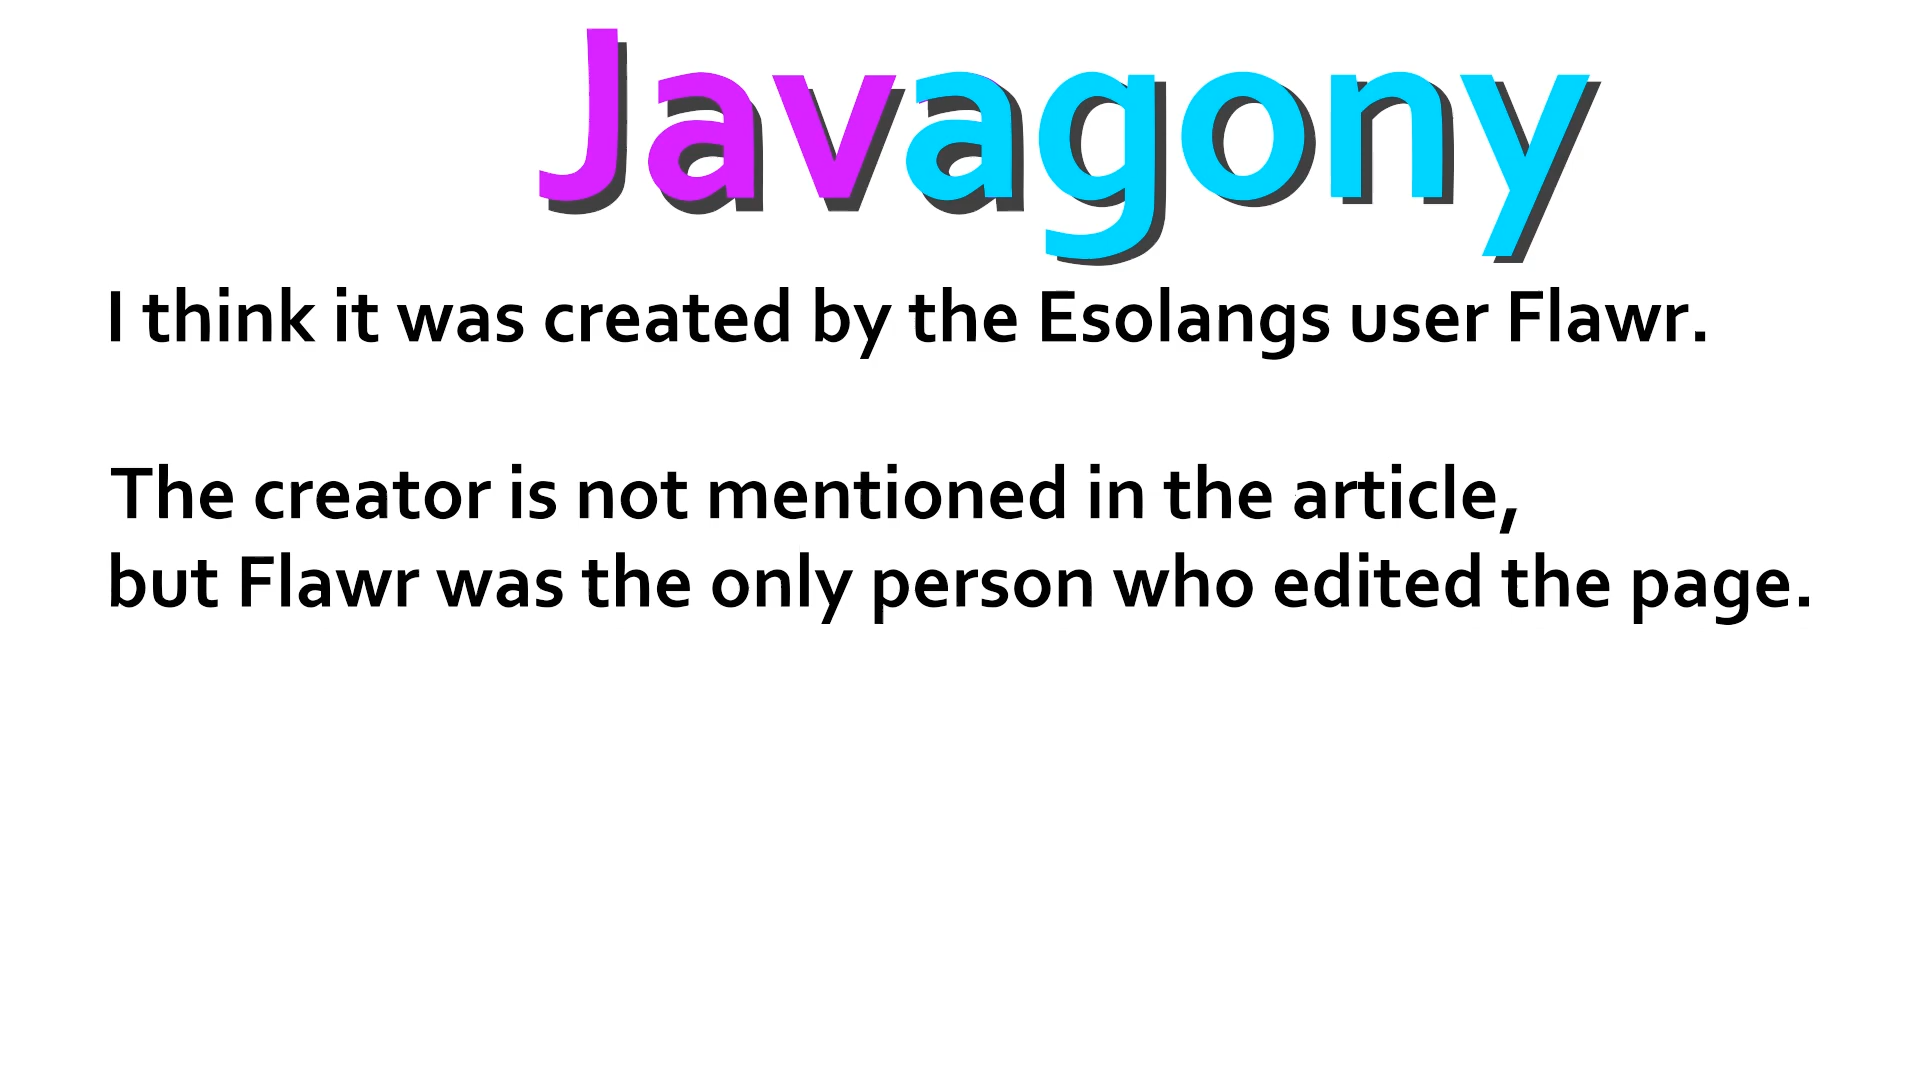 Javagony
I think it was created by the Esolangs user Flawr.
The creator is not mentioned in the article,
but Flawr was the only person who edited the page.